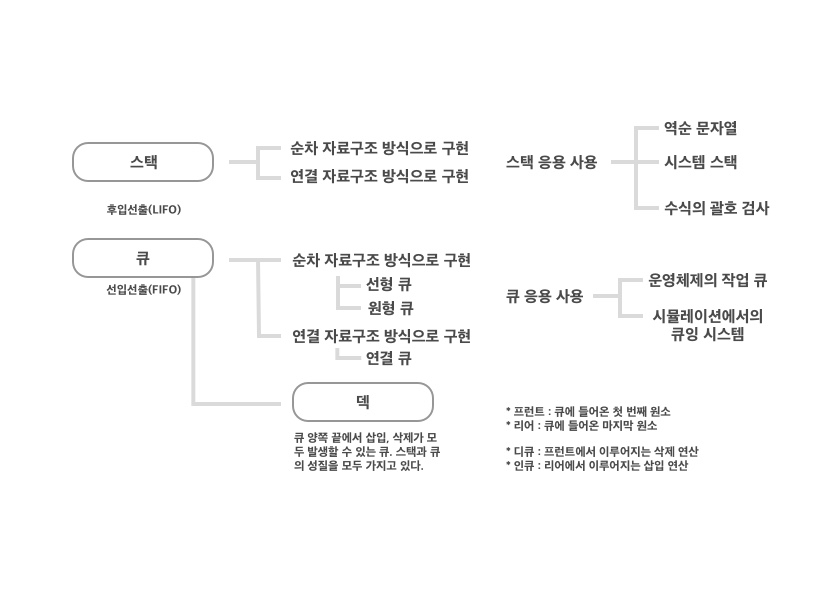 스택
후입선출(LIFO)
순차 자료구조 방식으로 구현
연결 자료구조 방식으로 구현
큐
선입선출(FIFO)
순차 자료구조 방식으로 구현
선형 큐
원형 큐
연결 자료구조 방식으로 구현
연결 큐
덱
큐 양쪽 끝에서 삽입, 삭제가 모
두 발생할 수 있는 큐. 스택과 큐
의 성질을 모두 가지고 있다.
스택 응용 사용
역순 문자열
시스템 스택
수식의 괄호 검사
큐 응용 사용
운영체제의 작업 큐
시뮬레이션에서의
큐잉 시스템
* 프런트 : 큐에 들어온 첫 번째 원소
* 리어 : 큐에 들어온 마지막 원소
* 디큐 : 프런트에서 이루어지는 삭제 연산
* 인큐 : 리어에서 이루어지는 삽입 연산